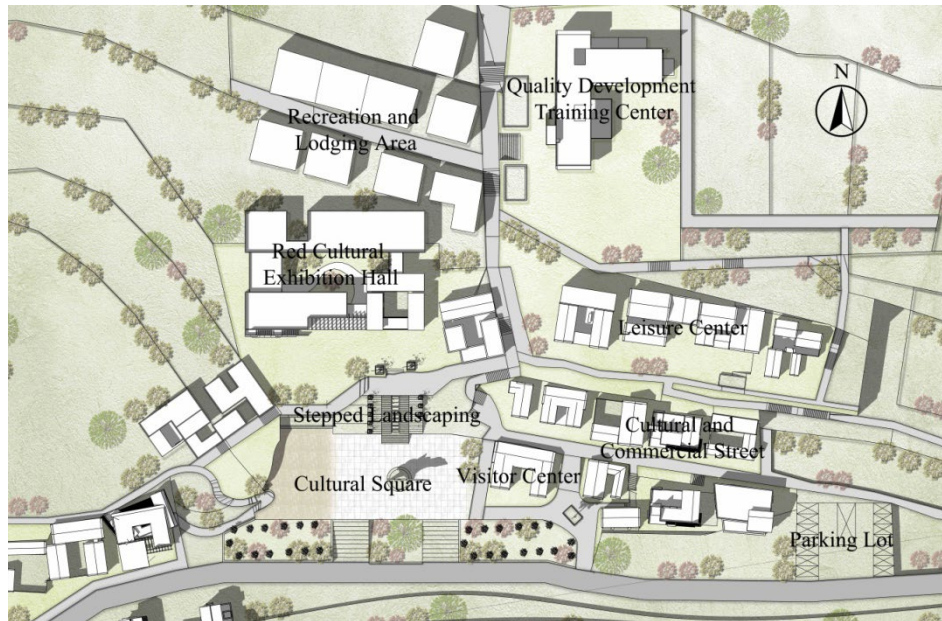 Quality Development
Training Center
N
Recreation and
Lodging Area
Red Cultural
Exhibition Hall
Leisure Center
Stepped Landscaping
Cultural and
Commercial Street
Cultural Square
Visitor Center
Parking Lot